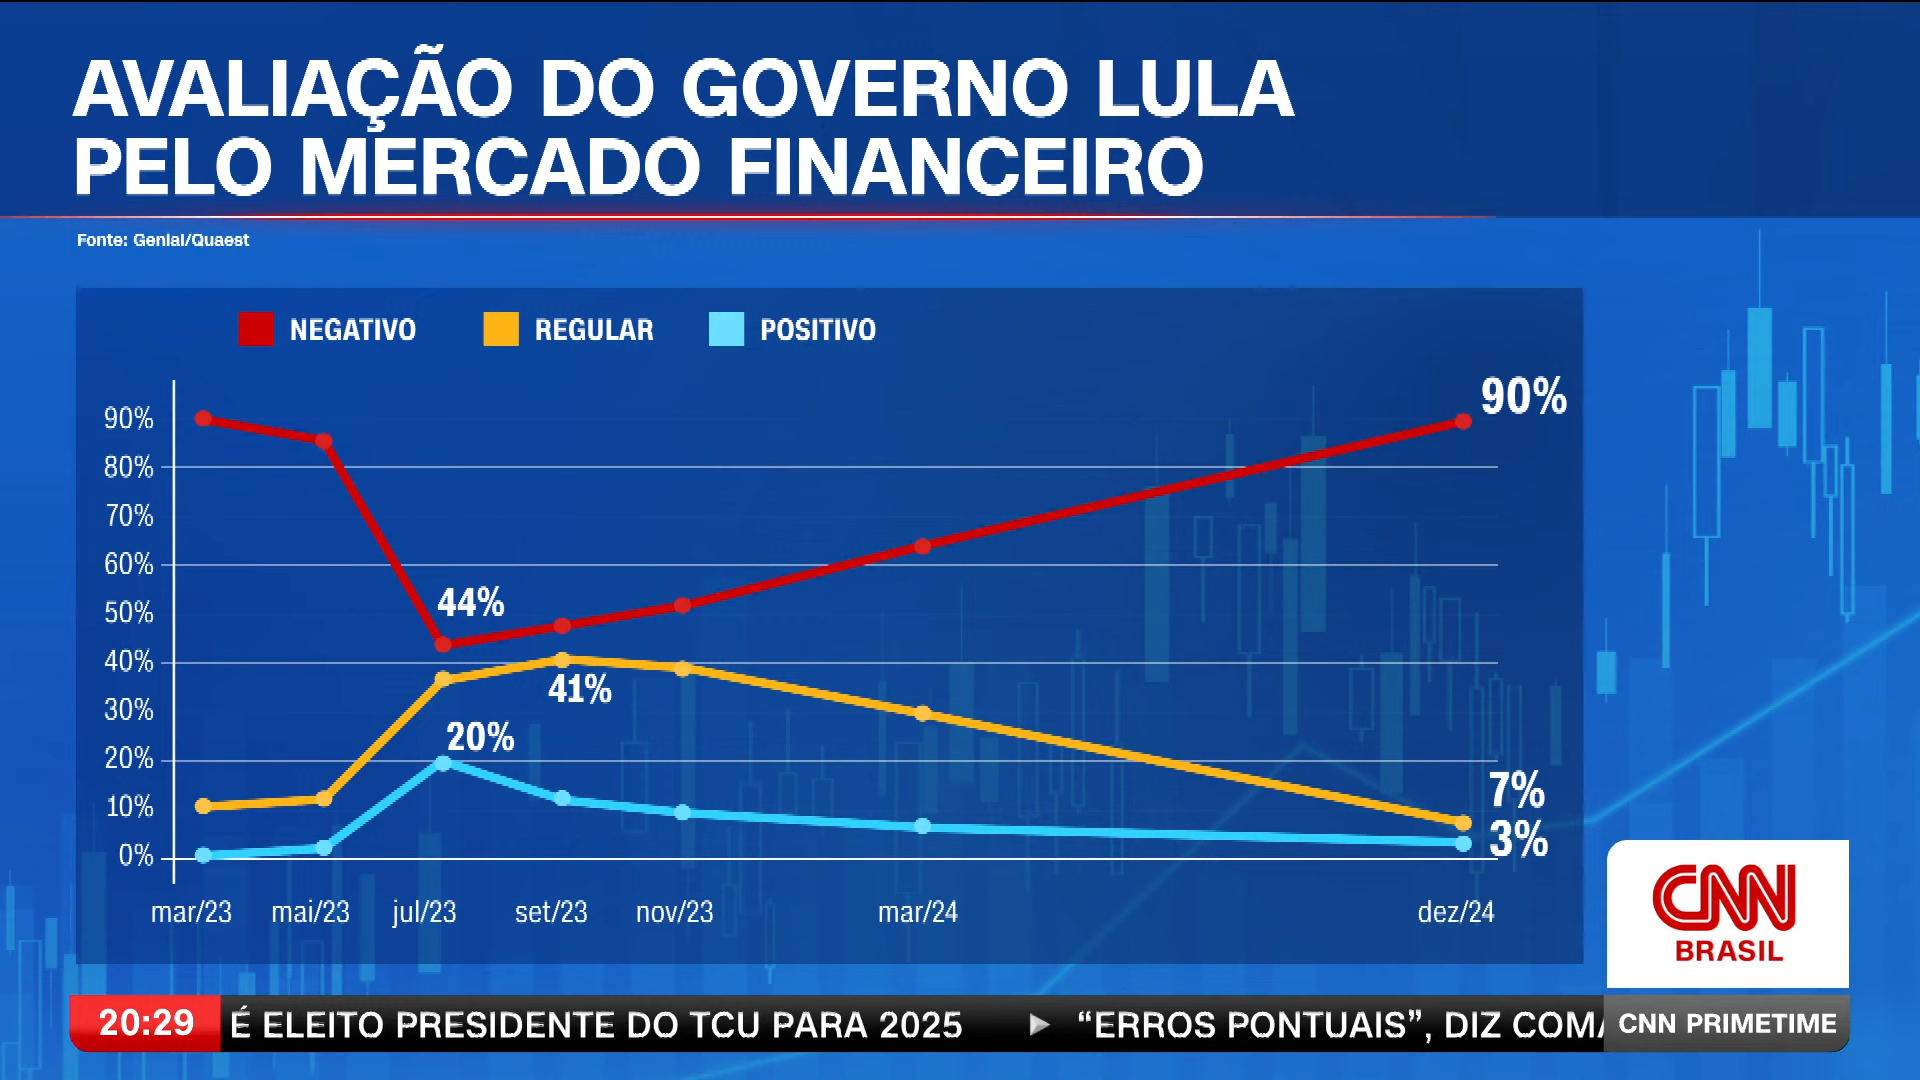 AVALIAÇÃO DO GOVERNO LULA
PELO MERCADO FINANCEIRO
Fonte: Genial/Quaest
NEGATIVO REGULAR POSITIVO
90%
80%
70%
60%
50%
40%
30%
20%
10%
0%
90%
44%
41%
20%
7%
3%
mar/23 mai/23 jul/23 set/23 nov/23 mar/24 dez/24
CNN
BRASIL
20:29 É ELEITO PRESIDENTE DO TCU PARA 2025 “ERROS PONTUAIS”, DIZ COMA CNN PRIMETIME